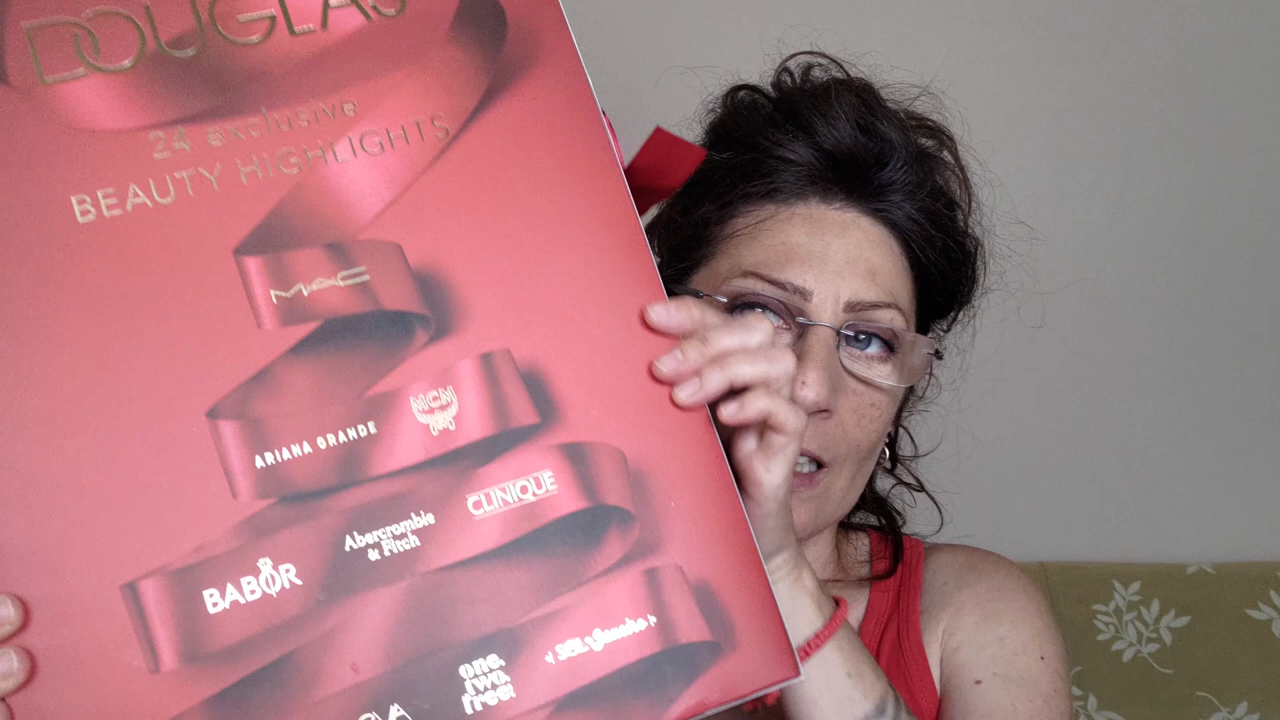 DOUGLAS
24 exclusive
BEAUTY HIGHLIGHTS
MAC
ARIANA GRANDE
MCM
CLINIQUE
Abercrombie
& Fitch
BABOR
one.
two.
free!